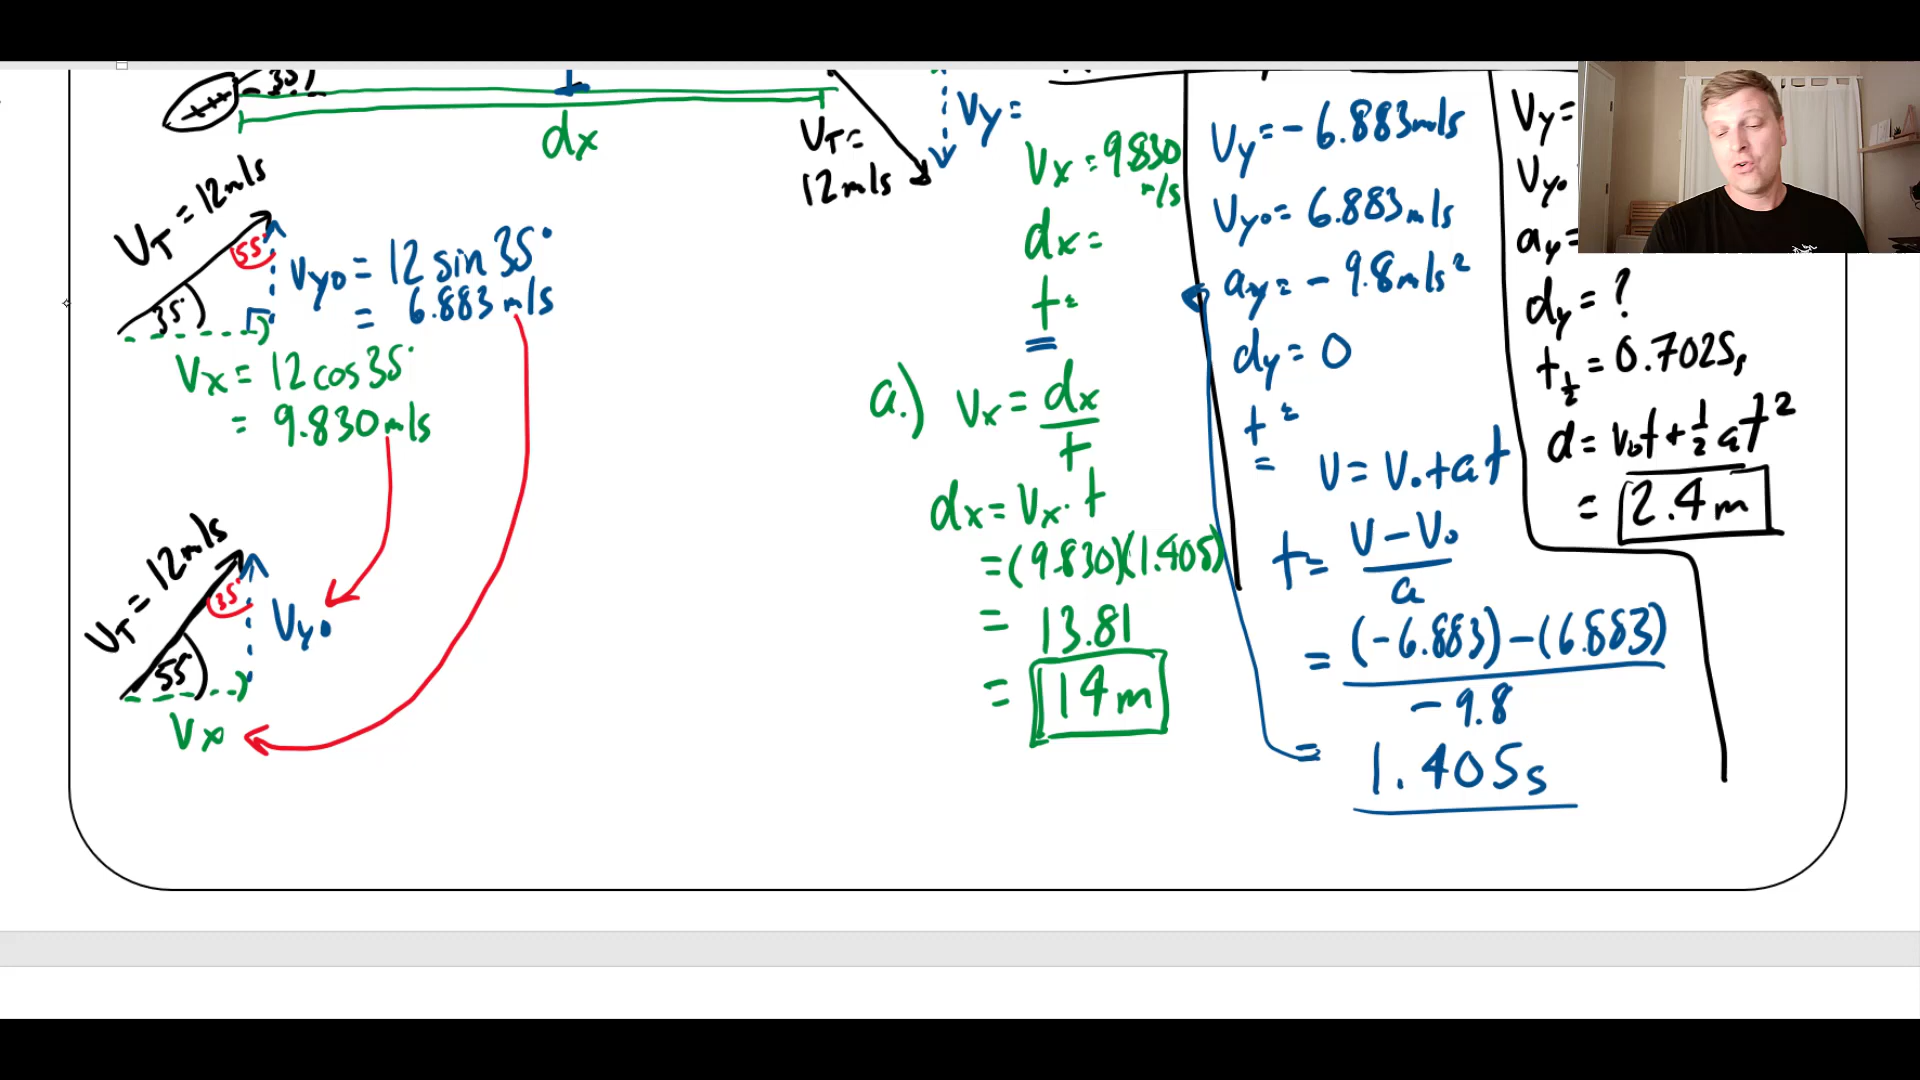 35°
dx
VT =
12 m/s
Vy =
VT = 12 m/s
55°
35°
Vyo = 12 sin 35°
= 6.883 m/s
Vx = 12 cos 35°
= 9.830 m/s
VT = 12 m/s
35°
55°
Vyo
Vx
Vx = 9.830
m/s
dx =
t =
a.) Vx = dx
t
dx = Vx · t
= (9.830)(1.405)
= 13.81
= 14 m
Vy = - 6.883 m/s
Vyo = 6.883 m/s
ay = - 9.8 m/s²
dy = 0
t =
V = Vo + at
t = V - Vo
a
= (-6.883) - (6.883)
-9.8
= 1.405 s
Vy =
Vyo
ay =
dy = ?
t½ = 0.7025 s
d = Vot + ½ at²
= 2.4 m